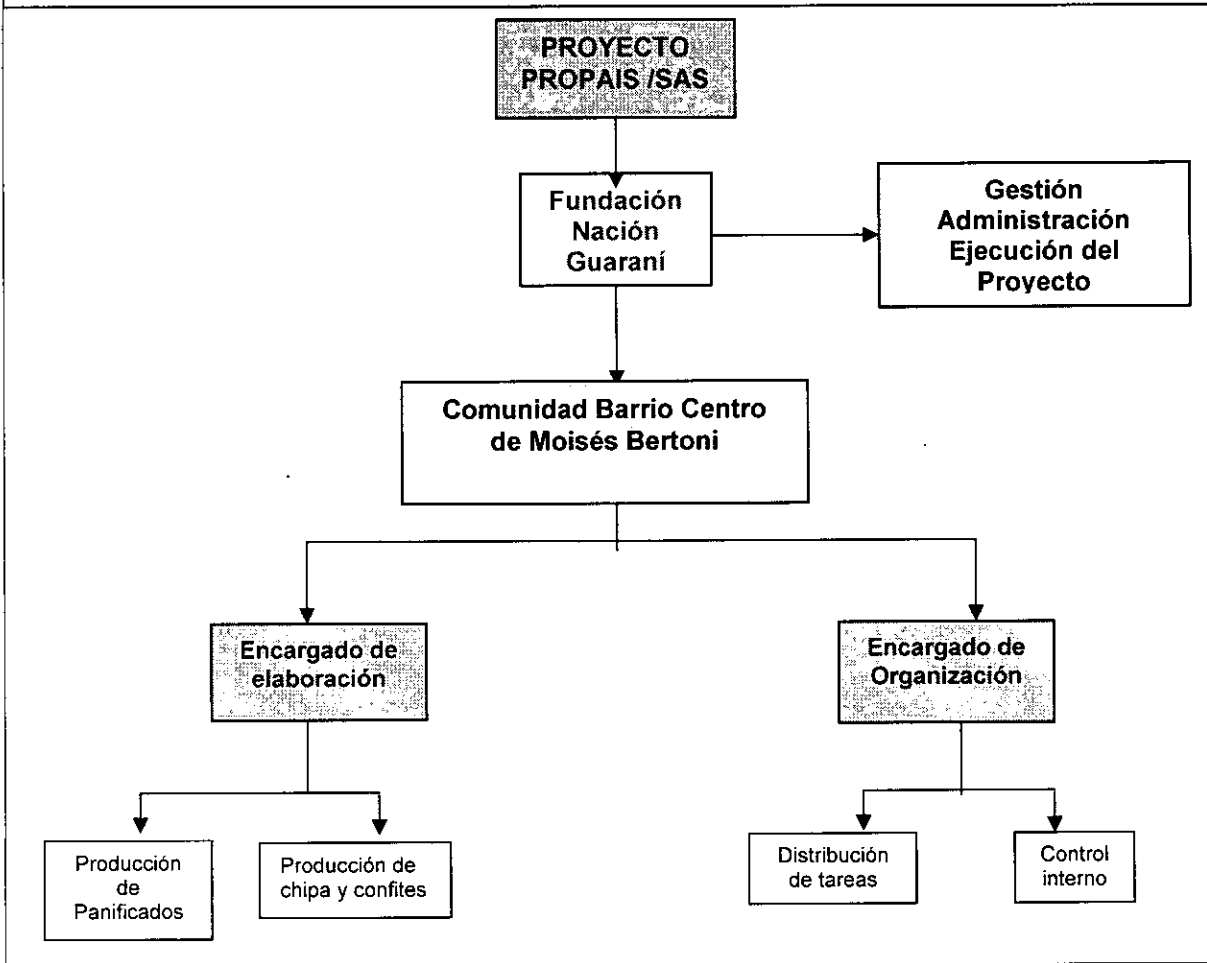 PROYECTO
PROPAIS /SAS
Fundación
Nación
Guaraní
Gestión
Administración
Ejecución del
Proyecto
Comunidad Barrio Centro
de Moisés Bertoni
Encargado de
elaboración
Encargado de
Organización
Producción
de
Panificados
Producción de
chipa y confites
Distribución
de tareas
Control
interno